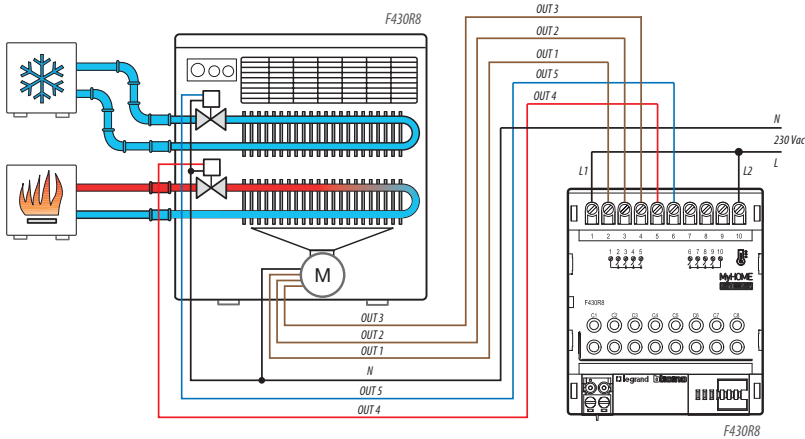 F430R8
OUT 3
OUT 2
OUT 1
OUT 5
OUT 4
N
230 Vac
L
L1
L2
1 2 3 4 5 6 7 8 9 10
1 2 3 4 5
6 7 8 9 10
MyHOME
F430R8
C1 C2 C3 C4 C5 C6 C7 C8
M
OUT 3
OUT 2
OUT 1
N
OUT 5
OUT 4
legrand
bticino
F430R8